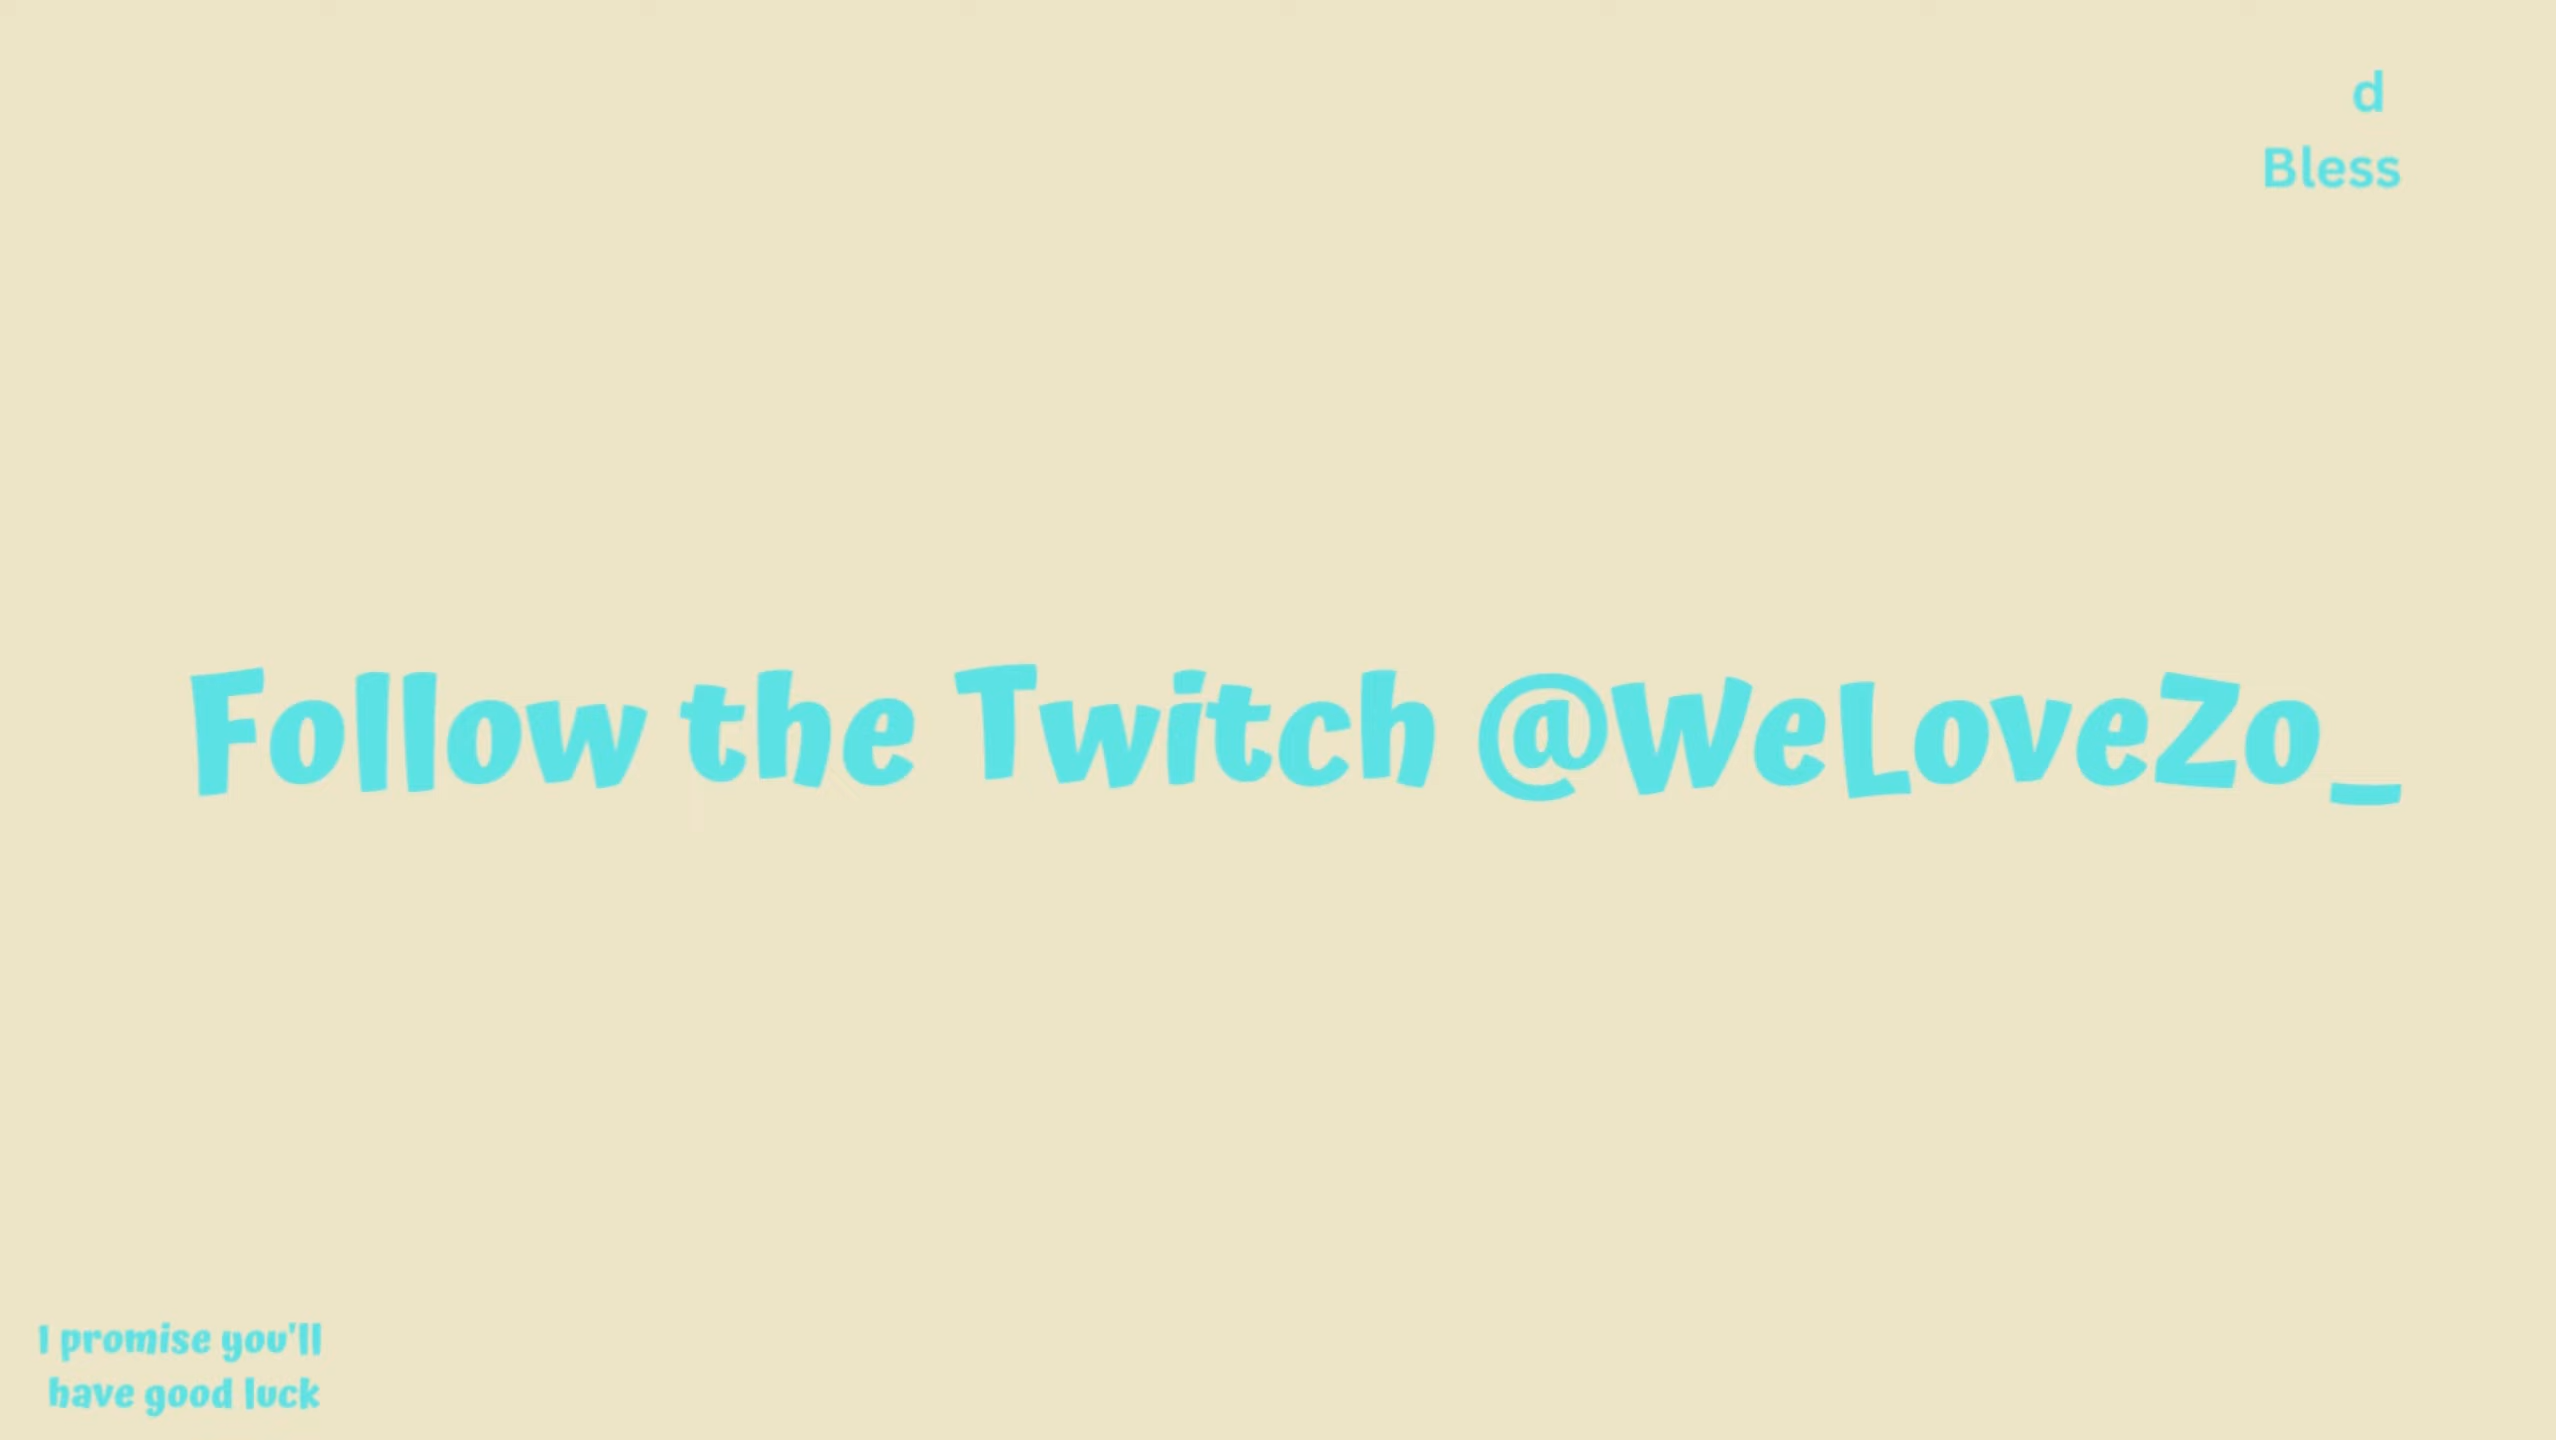 d
Bless
Follow the Twitch @WeLoveZo_
I promise you'll
have good luck